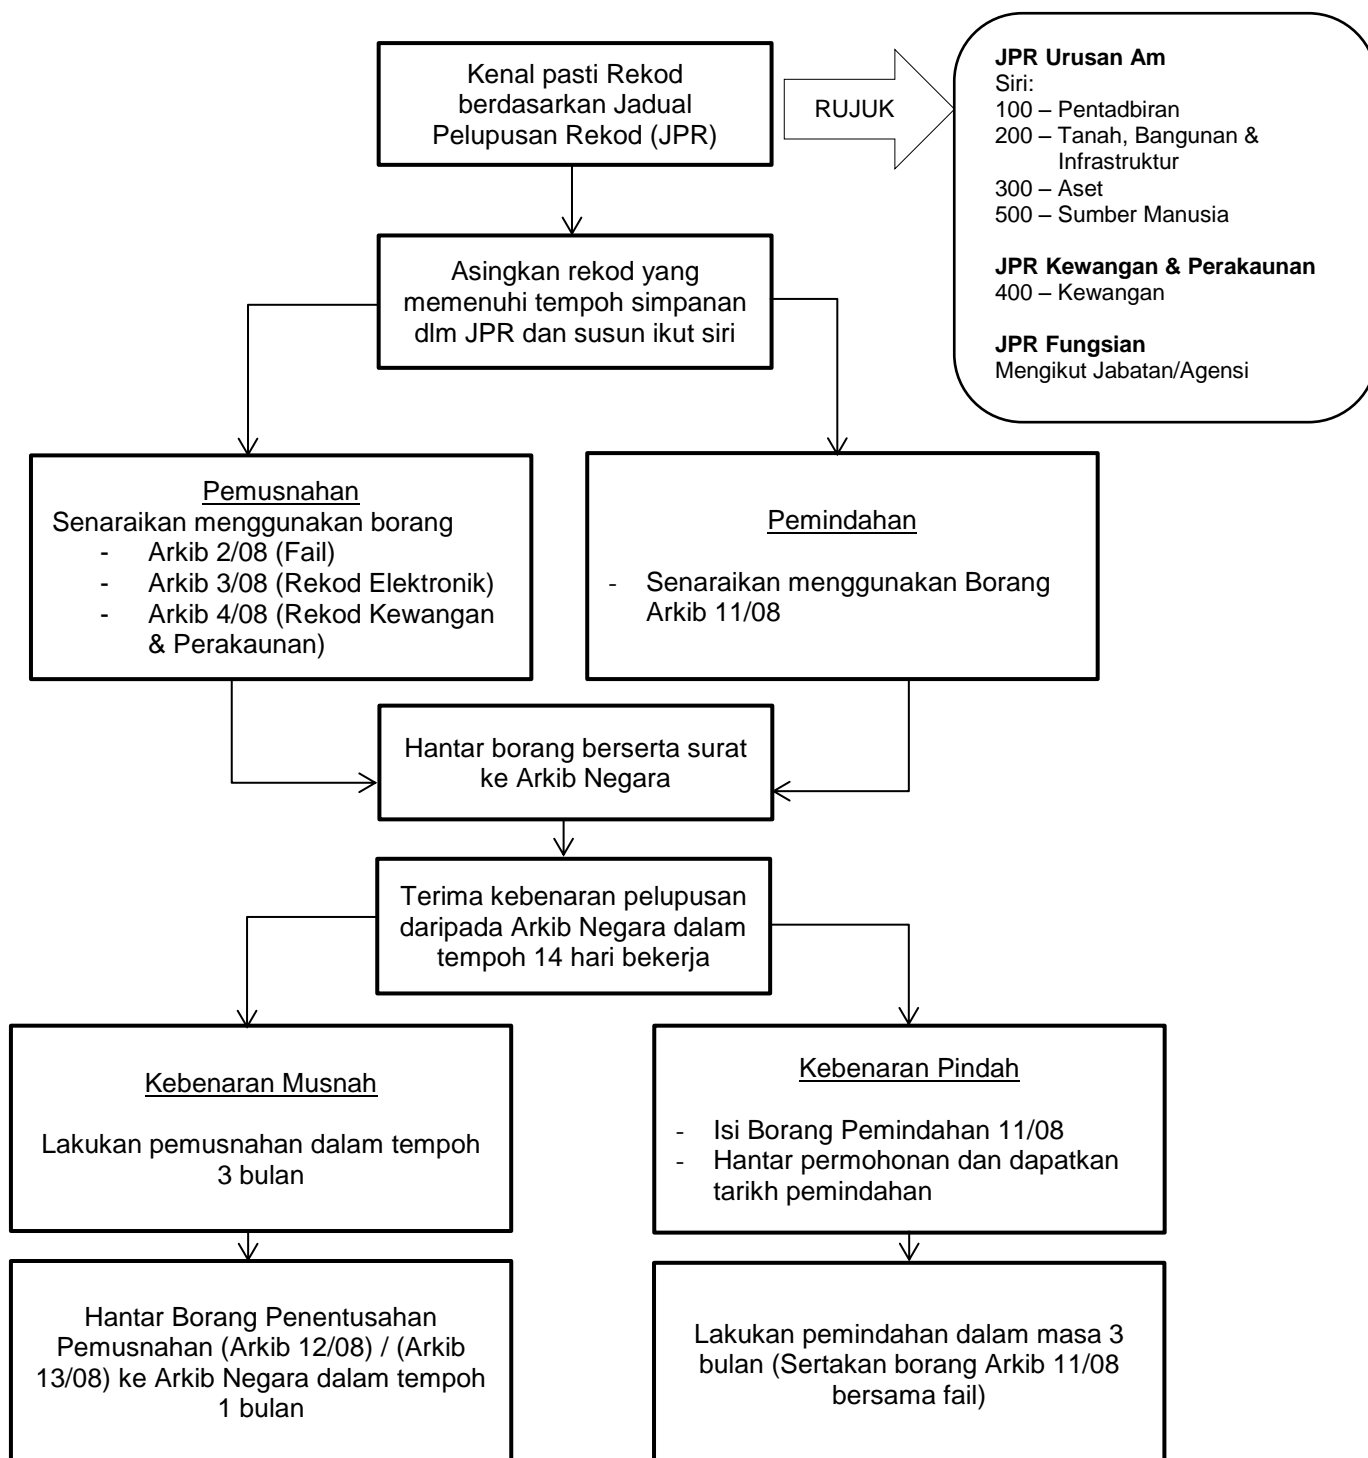 Kenal pasti Rekod
berdasarkan Jadual
Pelupusan Rekod (JPR)
RUJUK
JPR Urusan Am
Siri:
100 – Pentadbiran
200 – Tanah, Bangunan &
Infrastruktur
300 – Aset
500 – Sumber Manusia
JPR Kewangan & Perakaunan
400 – Kewangan
JPR Fungsian
Mengikut Jabatan/Agensi
Asingkan rekod yang
memenuhi tempoh simpanan
dlm JPR dan susun ikut siri
Pemusnahan
Senaraikan menggunakan borang
- Arkib 2/08 (Fail)
- Arkib 3/08 (Rekod Elektronik)
- Arkib 4/08 (Rekod Kewangan
& Perakaunan)
Pemindahan
- Senaraikan menggunakan Borang
Arkib 11/08
Hantar borang berserta surat
ke Arkib Negara
Terima kebenaran pelupusan
daripada Arkib Negara dalam
tempoh 14 hari bekerja
Kebenaran Musnah
Lakukan pemusnahan dalam tempoh
3 bulan
Kebenaran Pindah
- Isi Borang Pemindahan 11/08
- Hantar permohonan dan dapatkan
tarikh pemindahan
Hantar Borang Penentusahan
Pemusnahan (Arkib 12/08) / (Arkib
13/08) ke Arkib Negara dalam tempoh
1 bulan
Lakukan pemindahan dalam masa 3
bulan (Sertakan borang Arkib 11/08
bersama fail)